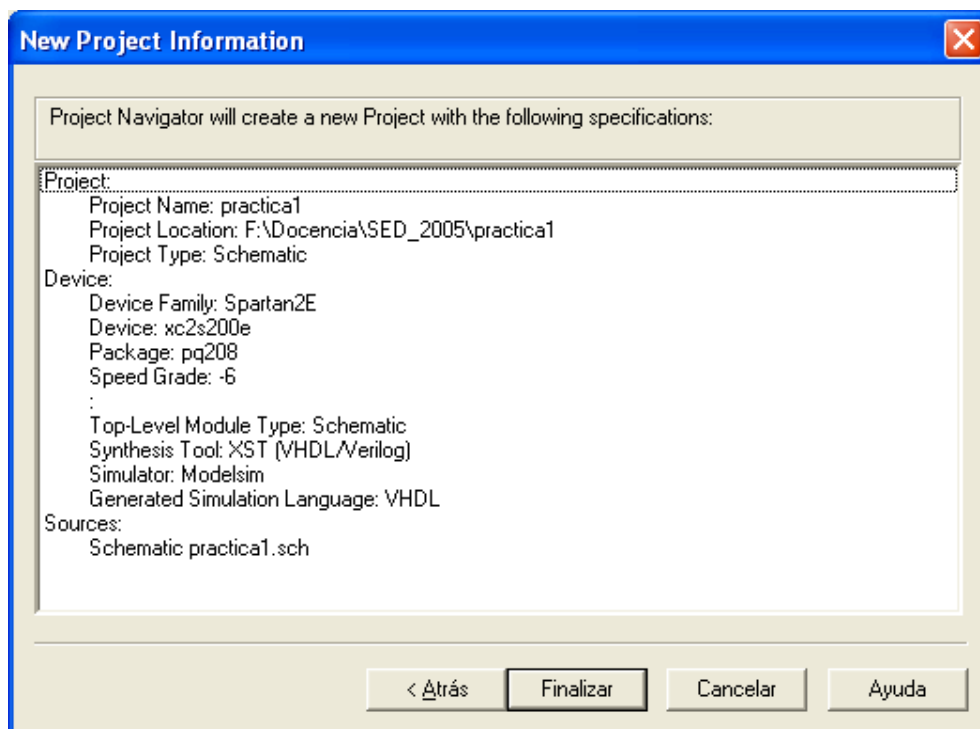 New Project Information
Project Navigator will create a new Project with the following specifications:
Project:
Project Name: practica1
Project Location: F:\Docencia\SED_2005\practica1
Project Type: Schematic
Device:
Device Family: Spartan2E
Device: xc2s200e
Package: pq208
Speed Grade: -6
:
Top-Level Module Type: Schematic
Synthesis Tool: XST (VHDL/Verilog)
Simulator: Modelsim
Generated Simulation Language: VHDL
Sources:
Schematic practica1.sch
< Atrás
Finalizar
Cancelar
Ayuda